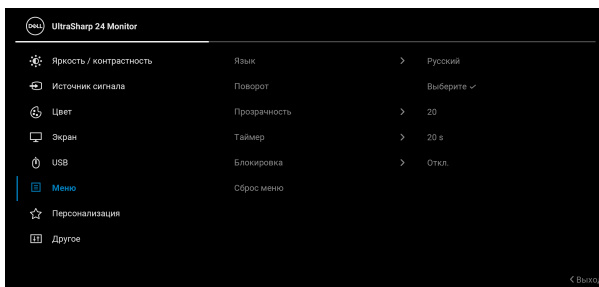 DELL UltraSharp 24 Monitor
Яркость / контрастность Язык Русский
Источник сигнала Поворот Выберите
Цвет Прозрачность 20
Экран Таймер 20 s
USB Блокировка Откл.
Меню Сброс меню
Персонализация
Другое
Выход